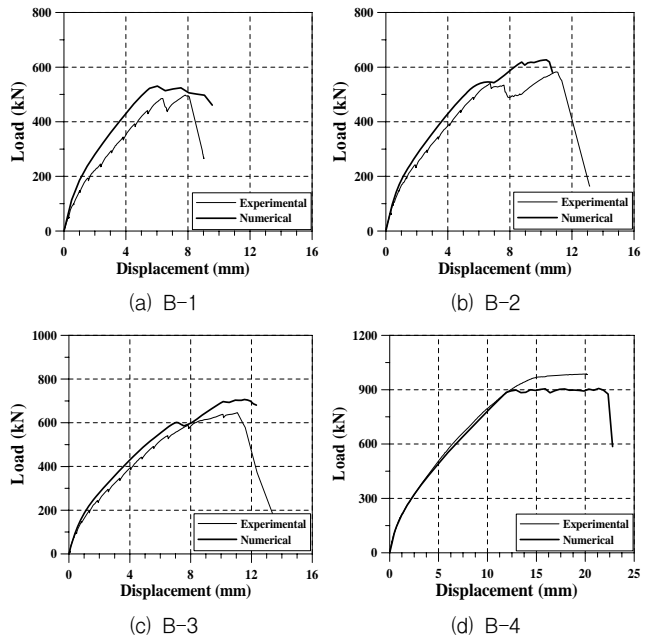 800
600
400
200
0
Load (kN)
0 4 8 12 16
Displacement (mm)
Experimental
Numerical
(a) B-1
800
600
400
200
0
Load (kN)
0 4 8 12 16
Displacement (mm)
Experimental
Numerical
(b) B-2
1000
800
600
400
200
0
Load (kN)
0 4 8 12 16
Displacement (mm)
Experimental
Numerical
(c) B-3
1200
900
600
300
0
Load (kN)
0 5 10 15 20 25
Displacement (mm)
Experimental
Numerical
(d) B-4